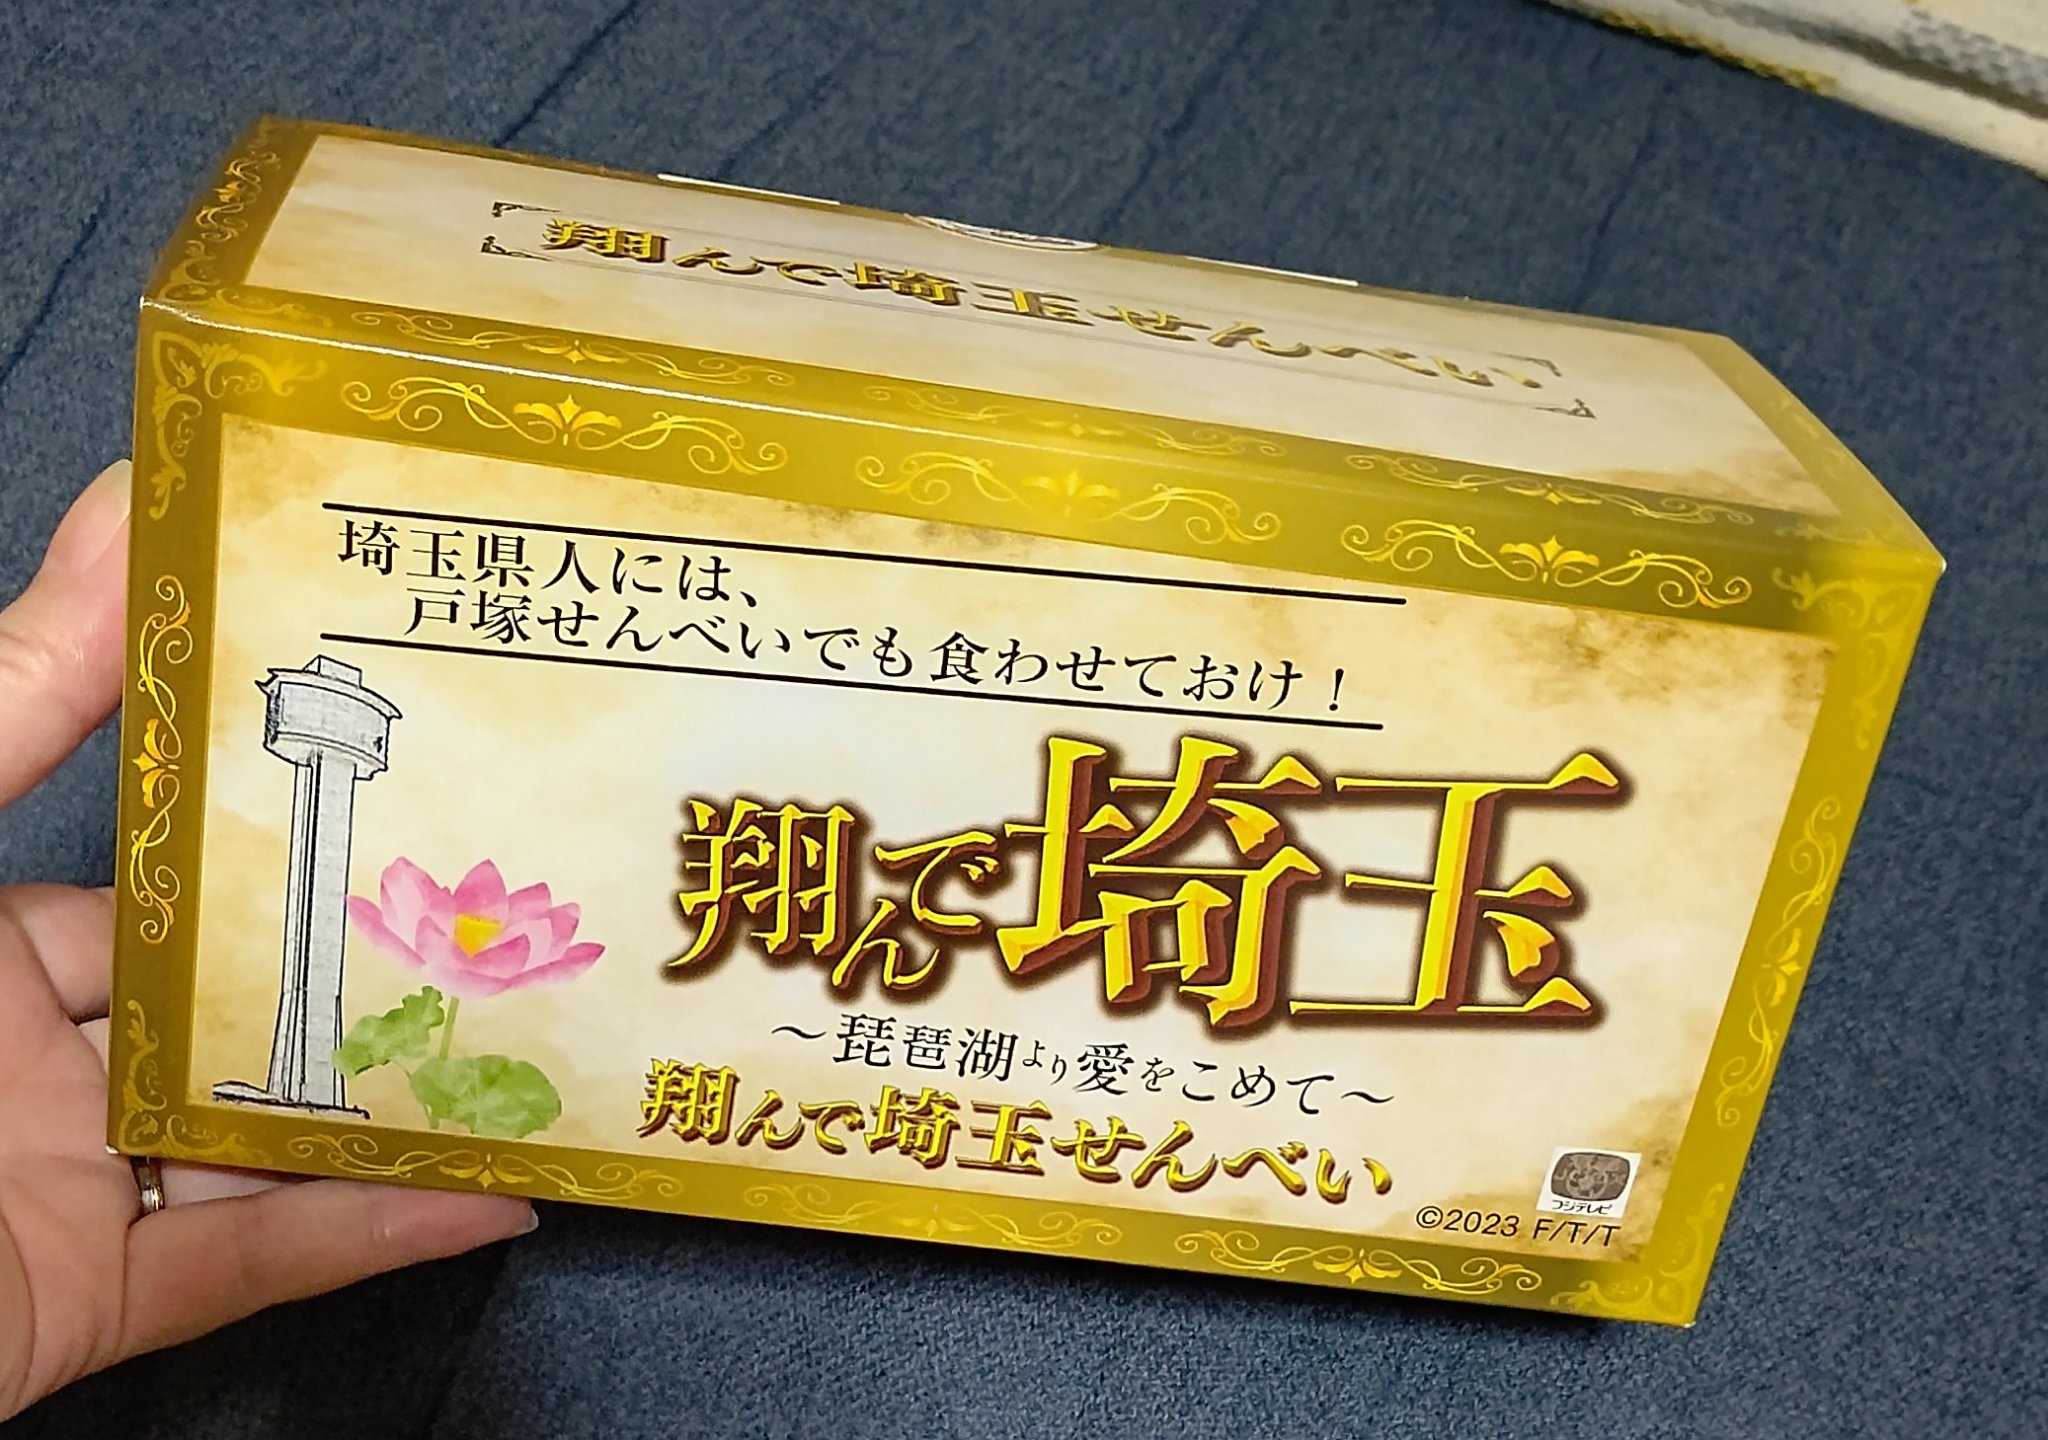 翔んで埼玉せんべい
埼玉県人には、
戸塚せんべいでも食わせておけ！
翔んで埼玉
～琵琶湖より愛をこめて～
翔んで埼玉せんべい
フジテレビ
©2023 F/T/T